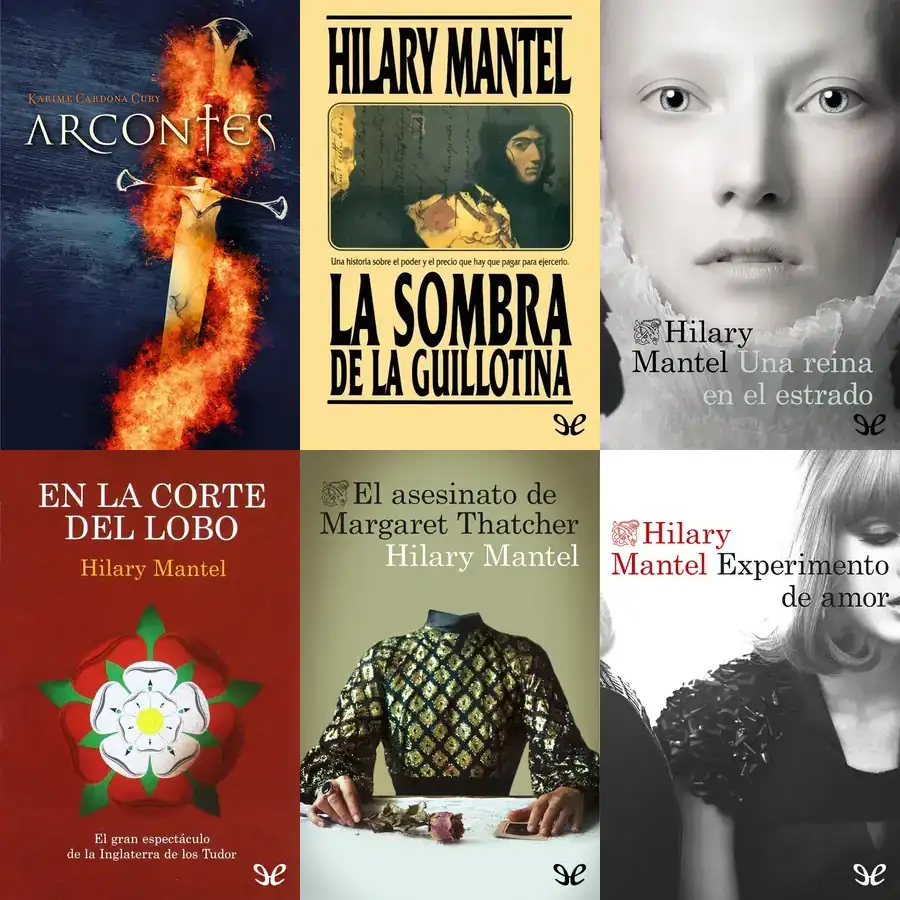 KARIME CARDONA CURY
ARCONTES
HILARY MANTEL
Una historia sobre el poder y el precio que hay que pagar para ejercerlo.
LA SOMBRA
DE LA GUILLOTINA
Hilary
Mantel Una reina
en el estrado
EN LA CORTE
DEL LOBO
Hilary Mantel
El gran espectáculo
de la Inglaterra de los Tudor
El asesinato de
Margaret Thatcher
Hilary Mantel
Hilary
Mantel Experimento
de amor